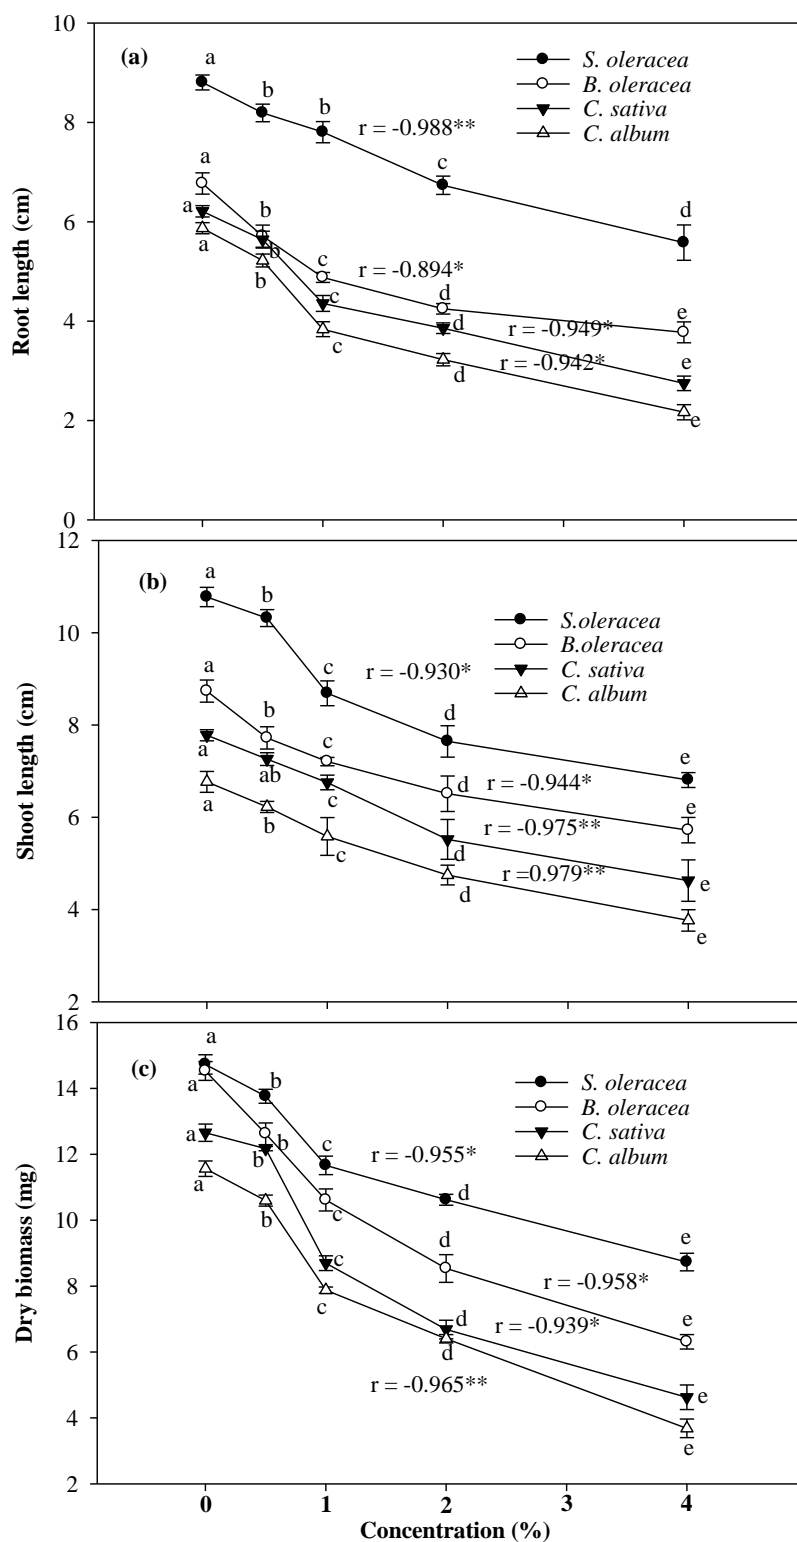 10
(a)
a
b
b
c
d
S. oleracea
B. oleracea
C. sativa
C. album
r = -0.988**
8
a
a
a
b
b
b
c
c
c
r = -0.894*
d
d
d
r = -0.949*
r = -0.942*
e
e
e
6
4
2
0
Root length (cm)
12
(b)
a
b
c
d
e
S.oleracea
B.oleracea
C. sativa
C. album
r = -0.930*
10
a
b
c
d
e
r = -0.944*
8
a
ab
c
d
e
r = -0.975**
6
a
b
c
d
e
r =0.979**
4
2
Shoot length (cm)
16
(c)
a
b
c
d
e
S. oleracea
B. oleracea
C. sativa
C. album
r = -0.955*
14
a
b
c
d
e
r = -0.958*
12
a
b
c
d
e
r = -0.939*
10
a
b
c
d
e
r = -0.965**
8
6
4
2
Dry biomass (mg)
0 1 2 3 4
Concentration (%)